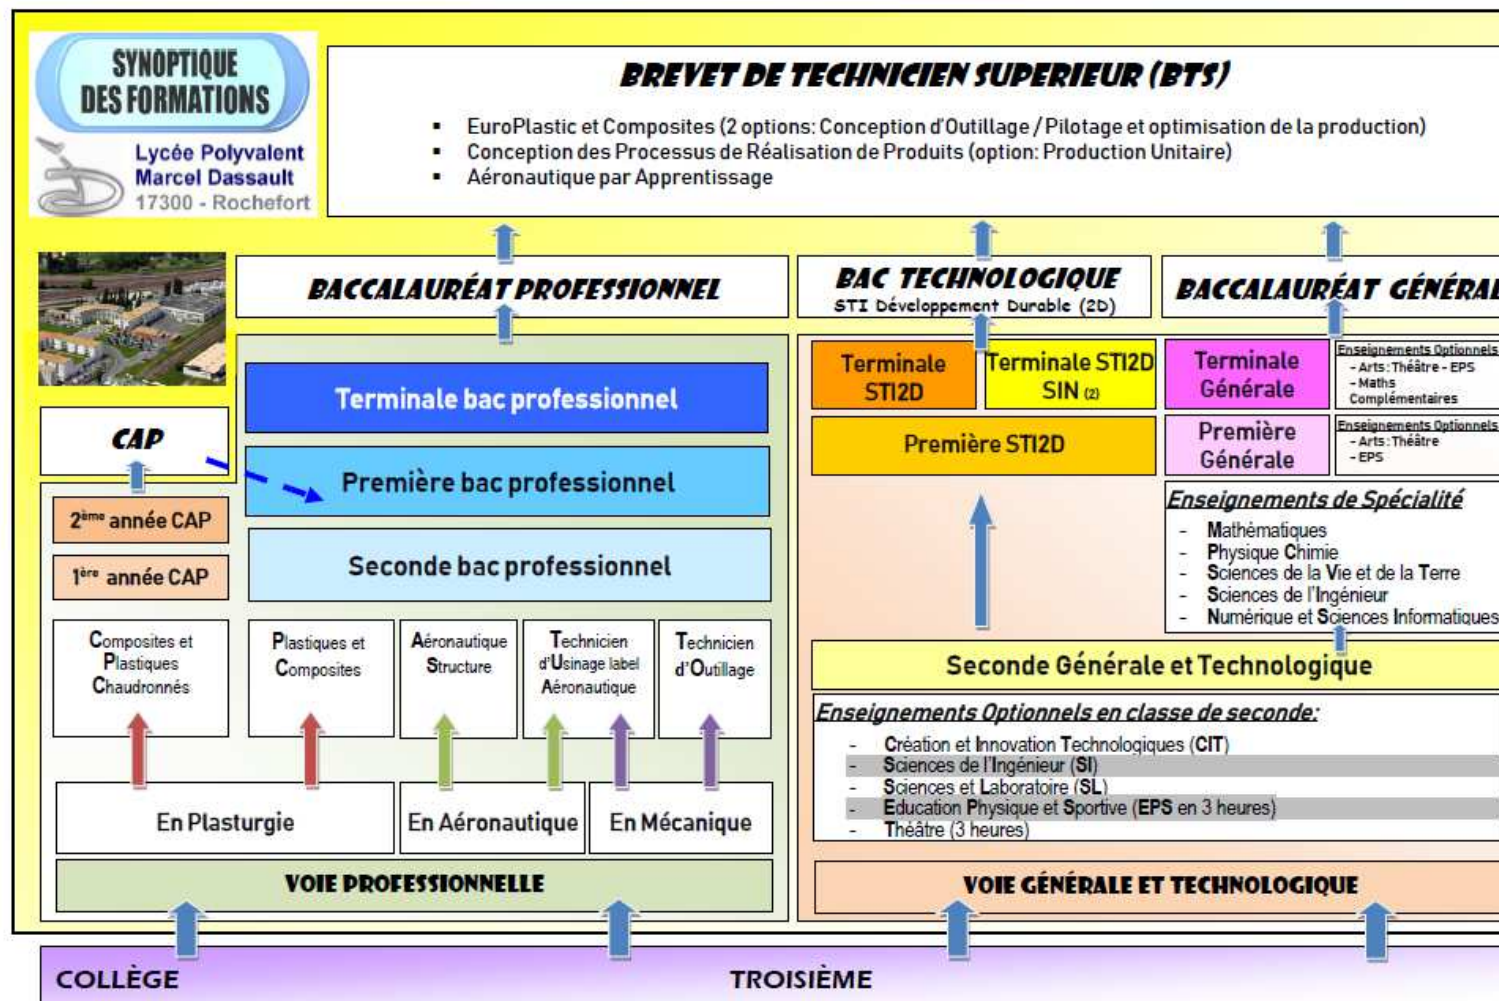 SYNOPTIQUE
DES FORMATIONS
Lycée Polyvalent
Marcel Dassault
17300 - Rochefort
BREVET DE TECHNICIEN SUPERIEUR (BTS)
▪ EuroPlastic et Composites (2 options: Conception d'Outillage / Pilotage et optimisation de la production)
▪ Conception des Processus de Réalisation de Produits (option: Production Unitaire)
▪ Aéronautique par Apprentissage
BACCALAURÉAT PROFESSIONNEL
BAC TECHNOLOGIQUE
STI Développement Durable (2D)
BACCALAURÉAT GÉNÉRAL
Terminale bac professionnel
Première bac professionnel
Seconde bac professionnel
CAP
2ème année CAP
1ère année CAP
Composites et
Plastiques
Chaudronnés
Plastiques et
Composites
Aéronautique
Structure
Technicien
d'Usinage label
Aéronautique
Technicien
d'Outillage
En Plasturgie
En Aéronautique
En Mécanique
VOIE PROFESSIONNELLE
Terminale
STI2D
Terminale STI2D
SIN (2)
Première STI2D
Terminale
Générale
Enseignements Optionnels
- Arts : Théâtre - EPS
- Maths
Complémentaires
Première
Générale
Enseignements Optionnels
- Arts : Théâtre
- EPS
Enseignements de Spécialité
- Mathématiques
- Physique Chimie
- Sciences de la Vie et de la Terre
- Sciences de l'Ingénieur
- Numérique et Sciences Informatiques
Seconde Générale et Technologique
Enseignements Optionnels en classe de seconde:
- Création et Innovation Technologiques (CIT)
- Sciences de l'Ingénieur (SI)
- Sciences et Laboratoire (SL)
- Education Physique et Sportive (EPS en 3 heures)
- Théâtre (3 heures)
VOIE GÉNÉRALE ET TECHNOLOGIQUE
COLLÈGE
TROISIÈME